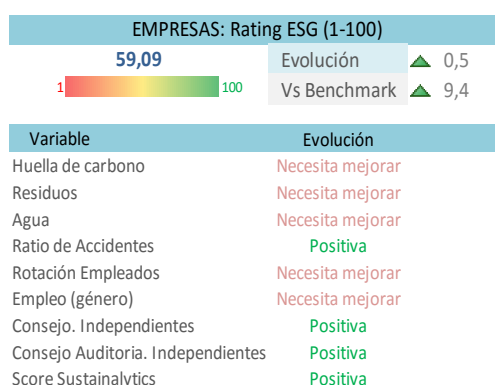 EMPRESAS: Rating ESG (1-100)
59,09 Evolución 0,5
1 100 Vs Benchmark 9,4
Variable Evolución
Huella de carbono Necesita mejorar
Residuos Necesita mejorar
Agua Necesita mejorar
Ratio de Accidentes Positiva
Rotación Empleados Necesita mejorar
Empleo (género) Necesita mejorar
Consejo. Independientes Positiva
Consejo Auditoria. Independientes Positiva
Score Sustainalytics Positiva